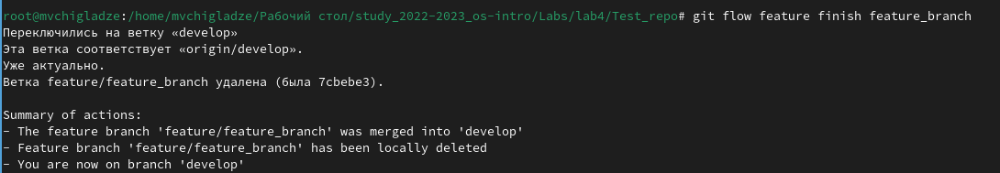 root@mvchigladze:/home/mvchigladze/Рабочий стол/study_2022-2023_os-intro/Labs/lab4/Test_repo# git flow feature finish feature_branch
Переключились на ветку «develop»
Эта ветка соответствует «origin/develop».
Уже актуально.
Ветка feature/feature_branch удалена (была 7cbebe3).
Summary of actions:
- The feature branch 'feature/feature_branch' was merged into 'develop'
- Feature branch 'feature/feature_branch' has been locally deleted
- You are now on branch 'develop'